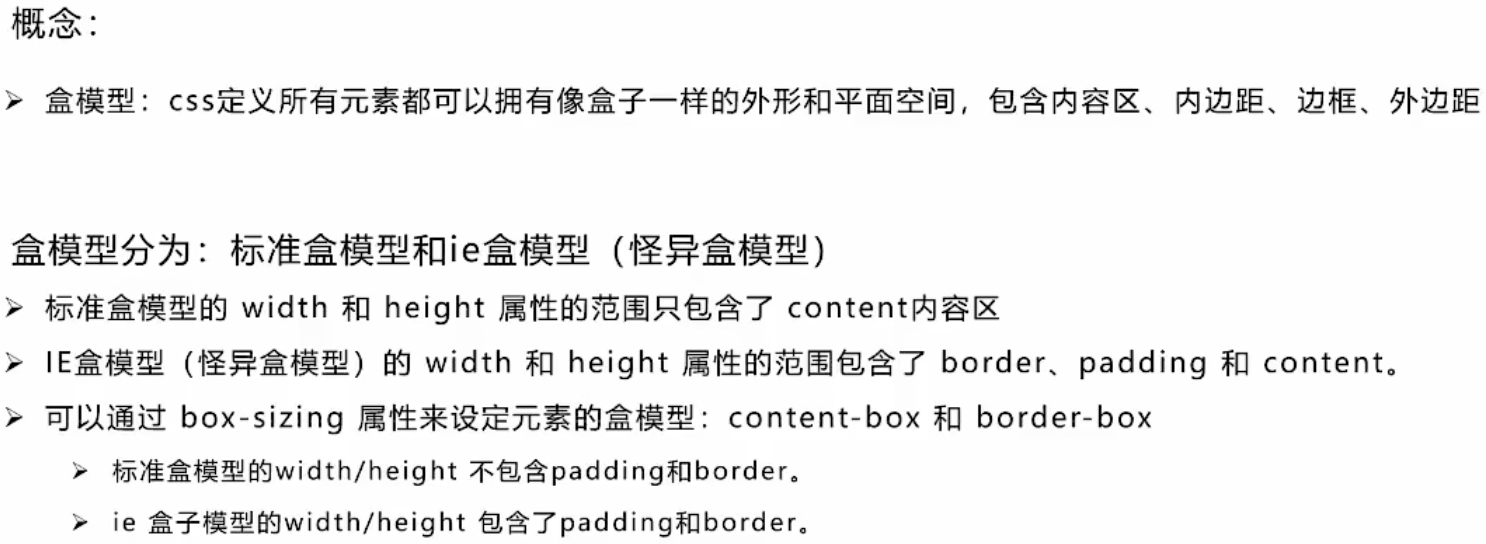 概念：
➢ 盒模型：css定义所有元素都可以拥有像盒子一样的外形和平面空间，包含内容区、内边距、边框、外边距
盒模型分为：标准盒模型和ie盒模型（怪异盒模型）
➢ 标准盒模型的 width 和 height 属性的范围只包含了 content内容区
➢ IE盒模型（怪异盒模型）的 width 和 height 属性的范围包含了 border、padding 和 content。
➢ 可以通过 box-sizing 属性来设定元素的盒模型：content-box 和 border-box
➢ 标准盒模型的width/height 不包含padding和border。
➢ ie 盒子模型的width/height 包含了padding和border。